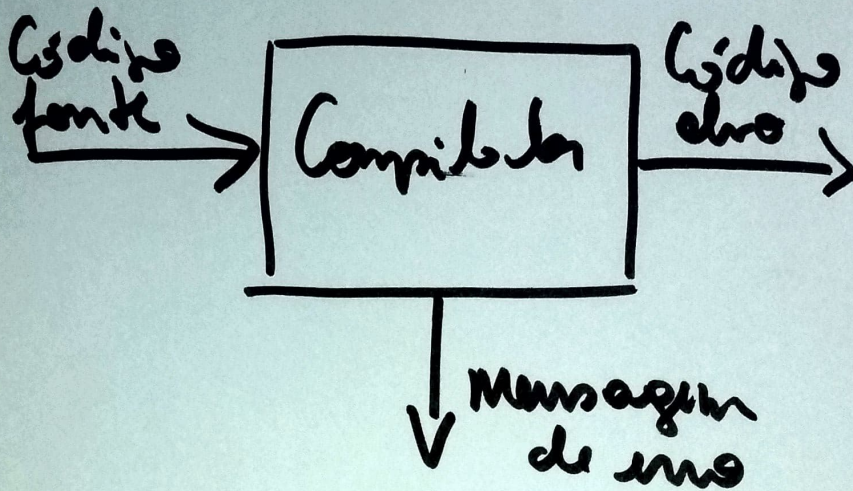 Código
fonte
Compilador
Código
alvo
mensagem
de erro